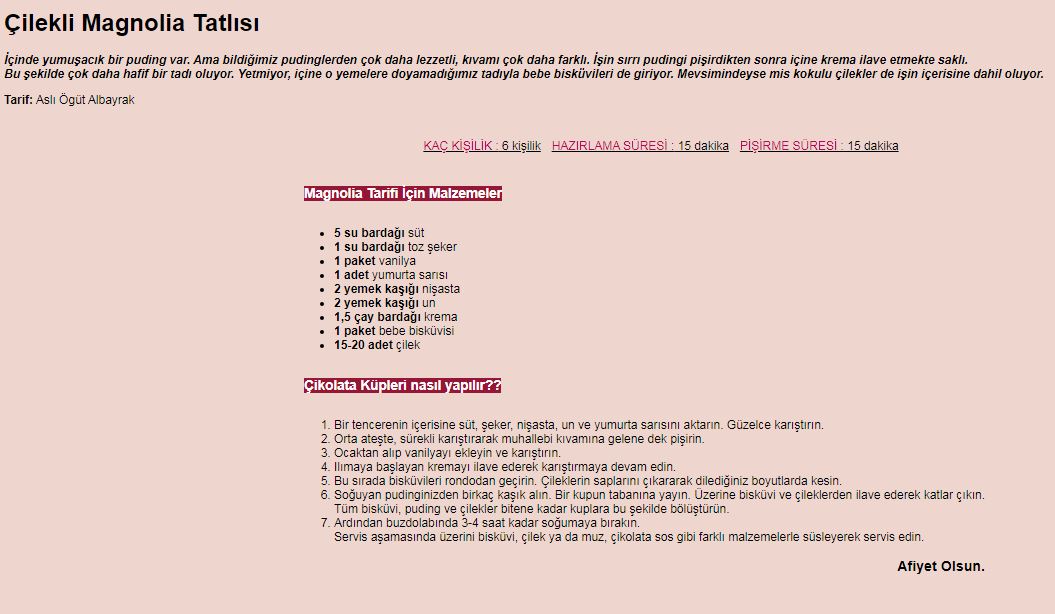 Çilekli Magnolia Tatlısı
İçinde yumuşacık bir puding var. Ama bildiğimiz pudinglerden çok daha lezzetli, kıvamı çok daha farklı. İşin sırrı pudingi pişirdikten sonra içine krema ilave etmekte saklı.
Bu şekilde çok daha hafif bir tadı oluyor. Yetmiyor, içine o yemelere doyamadığımız tadıyla bebe bisküvileri de giriyor. Mevsimindeyse mis kokulu çilekler de işin içerisine dahil oluyor.
Tarif: Aslı Ögüt Albayrak
KAÇ KİŞİLİK : 6 kişilik HAZIRLAMA SÜRESİ : 15 dakika PİŞİRME SÜRESİ : 15 dakika
Magnolia Tarifi İçin Malzemeler
• 5 su bardağı süt
• 1 su bardağı toz şeker
• 1 paket vanilya
• 1 adet yumurta sarısı
• 2 yemek kaşığı nişasta
• 2 yemek kaşığı un
• 1,5 çay bardağı krema
• 1 paket bebe bisküvisi
• 15-20 adet çilek
Çikolata Küpleri nasıl yapılır??
1. Bir tencerenin içerisine süt, şeker, nişasta, un ve yumurta sarısını aktarın. Güzelce karıştırın.
2. Orta ateşte, sürekli karıştırarak muhallebi kıvamına gelene dek pişirin.
3. Ocaktan alıp vanilyayı ekleyin ve karıştırın.
4. Ilımaya başlayan kremayı ilave ederek karıştırmaya devam edin.
5. Bu sırada bisküvileri rondodan geçirin. Çileklerin saplarını çıkararak dilediğiniz boyutlarda kesin.
6. Soğuyan pudinginizden birkaç kaşık alın. Bir kupun tabanına yayın. Üzerine bisküvi ve çileklerden ilave ederek katlar çıkın.
Tüm bisküvi, puding ve çilekler bitene kadar kuplara bu şekilde bölüştürün.
7. Ardından buzdolabında 3-4 saat kadar soğumaya bırakın.
Servis aşamasında üzerini bisküvi, çilek ya da muz, çikolata sos gibi farklı malzemelerle süsleyerek servis edin.
Afiyet Olsun.